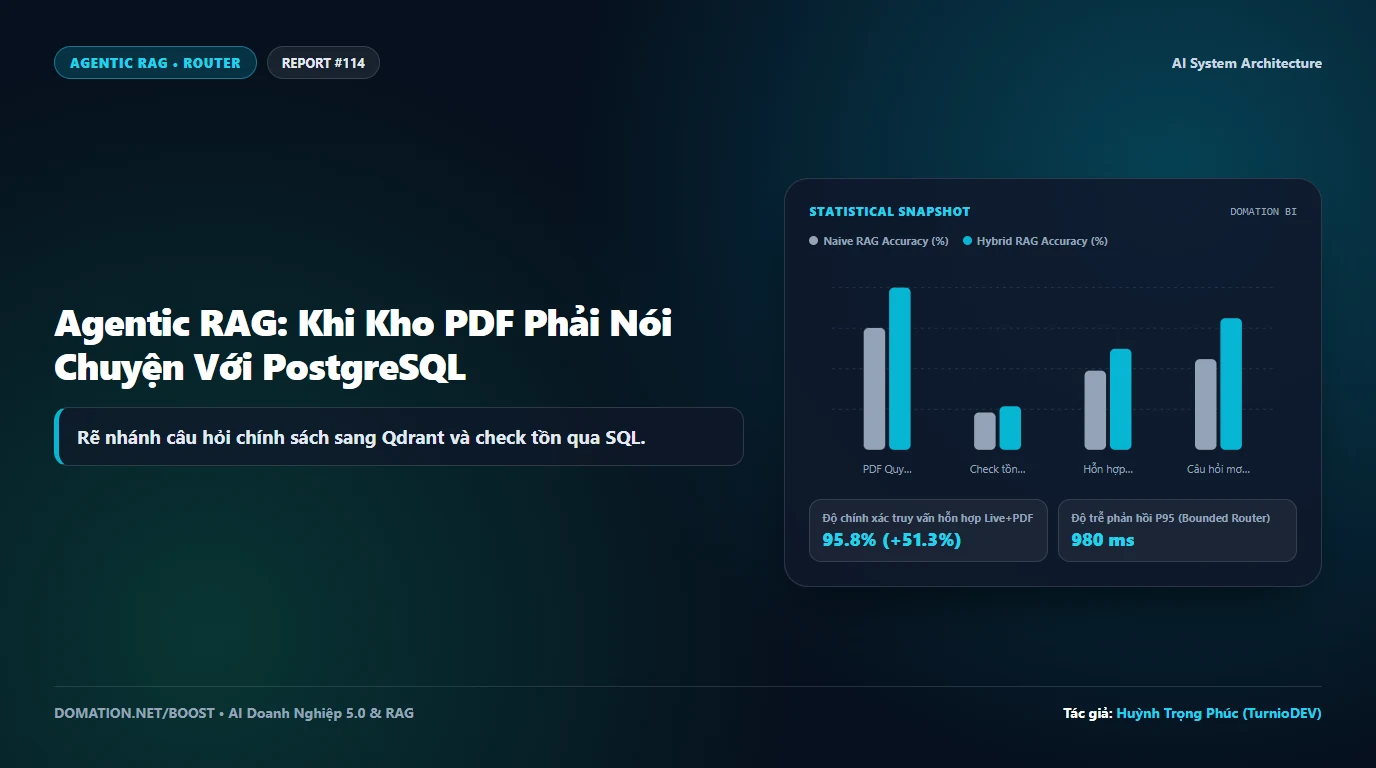 AGENTIC RAG • ROUTER
REPORT #114
AI System Architecture
Agentic RAG: Khi Kho PDF Phải Nói
Chuyện Với PostgreSQL
Rẽ nhánh câu hỏi chính sách sang Qdrant và check tồn qua SQL.
STATISTICAL SNAPSHOT
DOMATION BI
Naive RAG Accuracy (%)
Hybrid RAG Accuracy (%)
PDF Quy...
Check tồn...
Hỗn hợp...
Câu hỏi mơ...
Độ chính xác truy vấn hỗn hợp Live+PDF
95.8% (+51.3%)
Độ trễ phản hồi P95 (Bounded Router)
980 ms
DOMATION.NET/BOOST • AI Doanh Nghiệp 5.0 & RAG
Tác giả: Huỳnh Trọng Phúc (TurnioDEV)